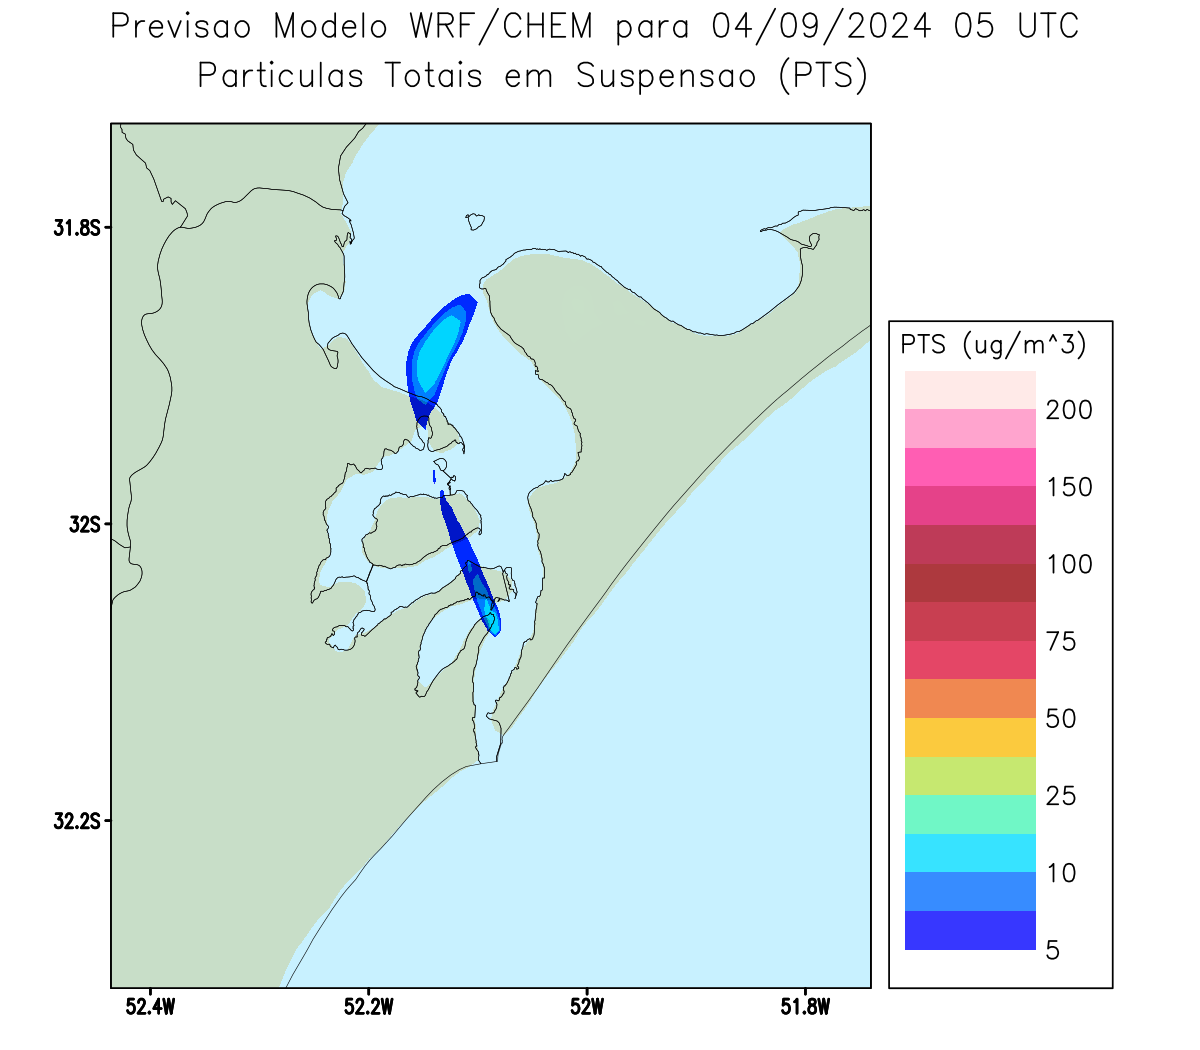 Previsao Modelo WRF/CHEM para 04/09/2024 05 UTC
Particulas Totais em Suspensao (PTS)
31.8S
32S
32.2S
52.4W
52.2W
52W
51.8W
PTS (ug/m^3)
200
150
100
75
50
25
10
5